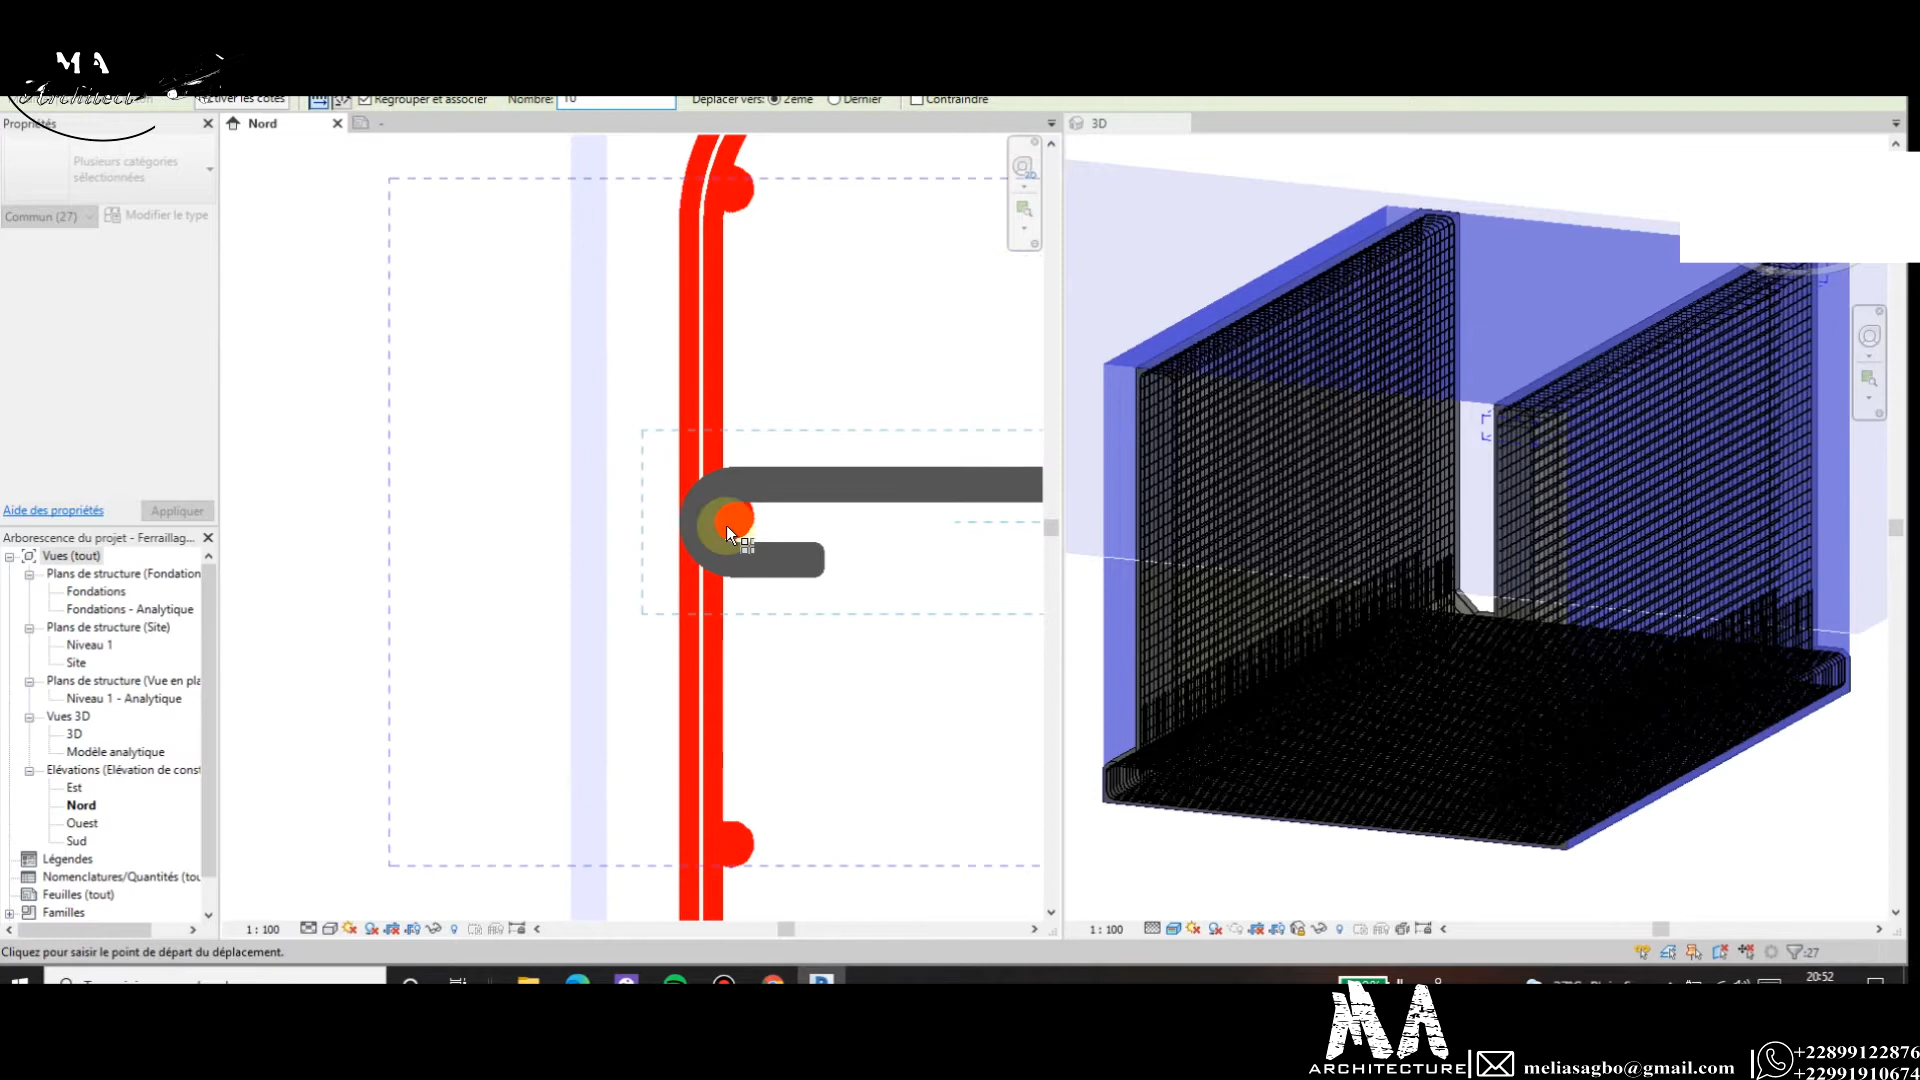 MA
Architect
Activer les cotes
Regrouper et associer
Nombre:
10
Déplacer vers:
2ème
Dernier
Contraindre
Propriétés
Nord
3D
Plusieurs catégories
sélectionnées
Commun (27)
Modifier le type
2D
Aide des propriétés
Appliquer
Arborescence du projet - Ferraillag...
Vues (tout)
Plans de structure (Fondation
Fondations
Fondations - Analytique
Plans de structure (Site)
Niveau 1
Site
Plans de structure (Vue en pla
Niveau 1 - Analytique
Vues 3D
3D
Modèle analytique
Elévations (Elévation de const
Est
Nord
Ouest
Sud
Légendes
Nomenclatures/Quantités (tou
Feuilles (tout)
Familles
1 : 100
1 : 100
Cliquez pour saisir le point de départ du déplacement.
:27
20:52
MA
ARCHITECTURE
meliasagbo@gmail.com
+22899122876
+22991910674